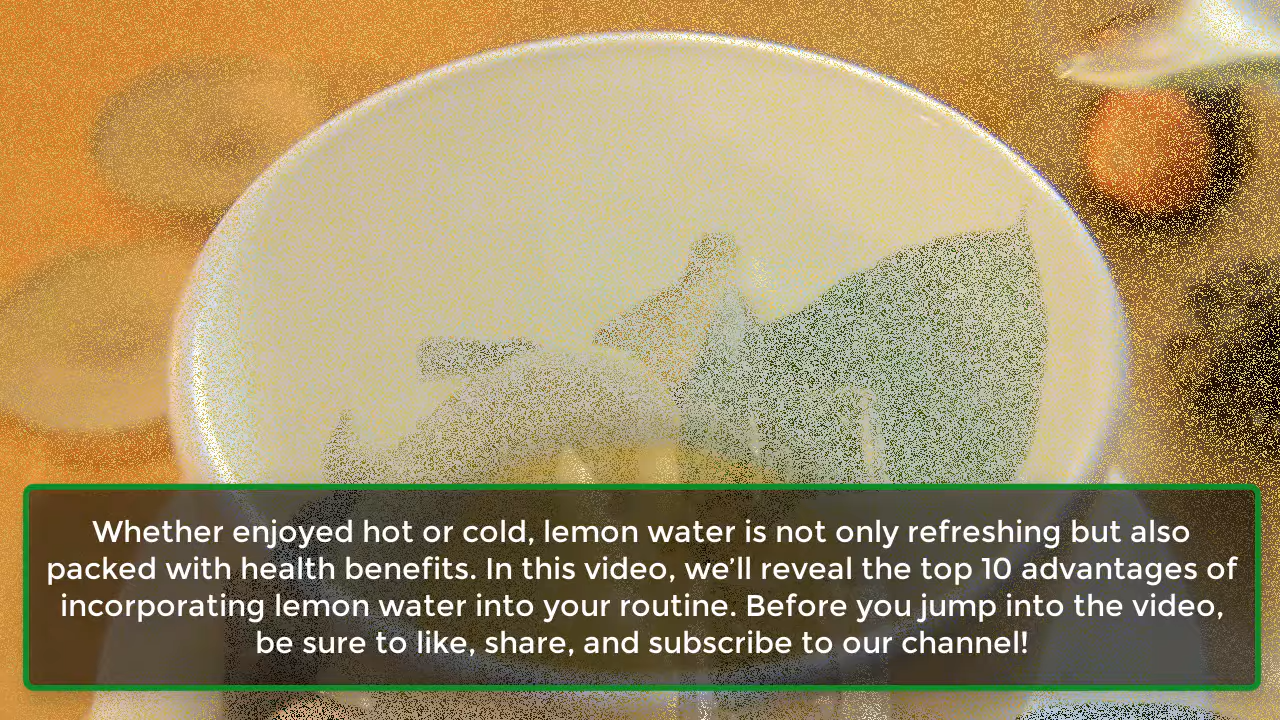 Whether enjoyed hot or cold, lemon water is not only refreshing but also
packed with health benefits. In this video, we’ll reveal the top 10 advantages of
incorporating lemon water into your routine. Before you jump into the video,
be sure to like, share, and subscribe to our channel!